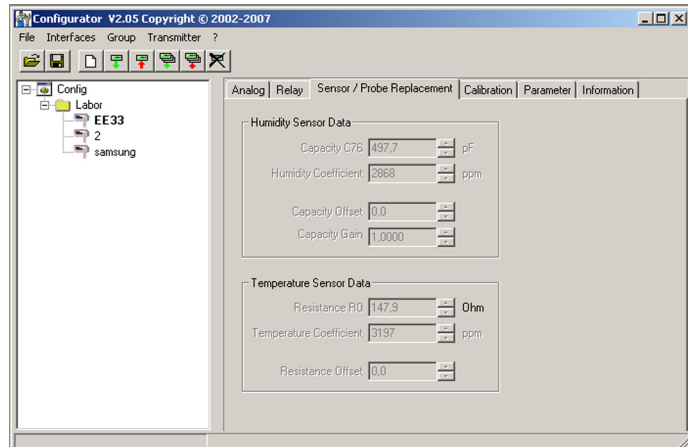 Configurator V2.05 Copyright © 2002-2007
File Interfaces Group Transmitter ?
Config
Labor
EE33
2
samsung
Analog Relay Sensor / Probe Replacement Calibration Parameter Information
Humidity Sensor Data
Capacity C76 497,7 pF
Humidity Coefficient 2868 ppm
Capacity Offset 0,0
Capacity Gain 1,0000
Temperature Sensor Data
Resistance R0 147,9 Ohm
Temperature Coefficient 3197 ppm
Resistance Offset 0,0